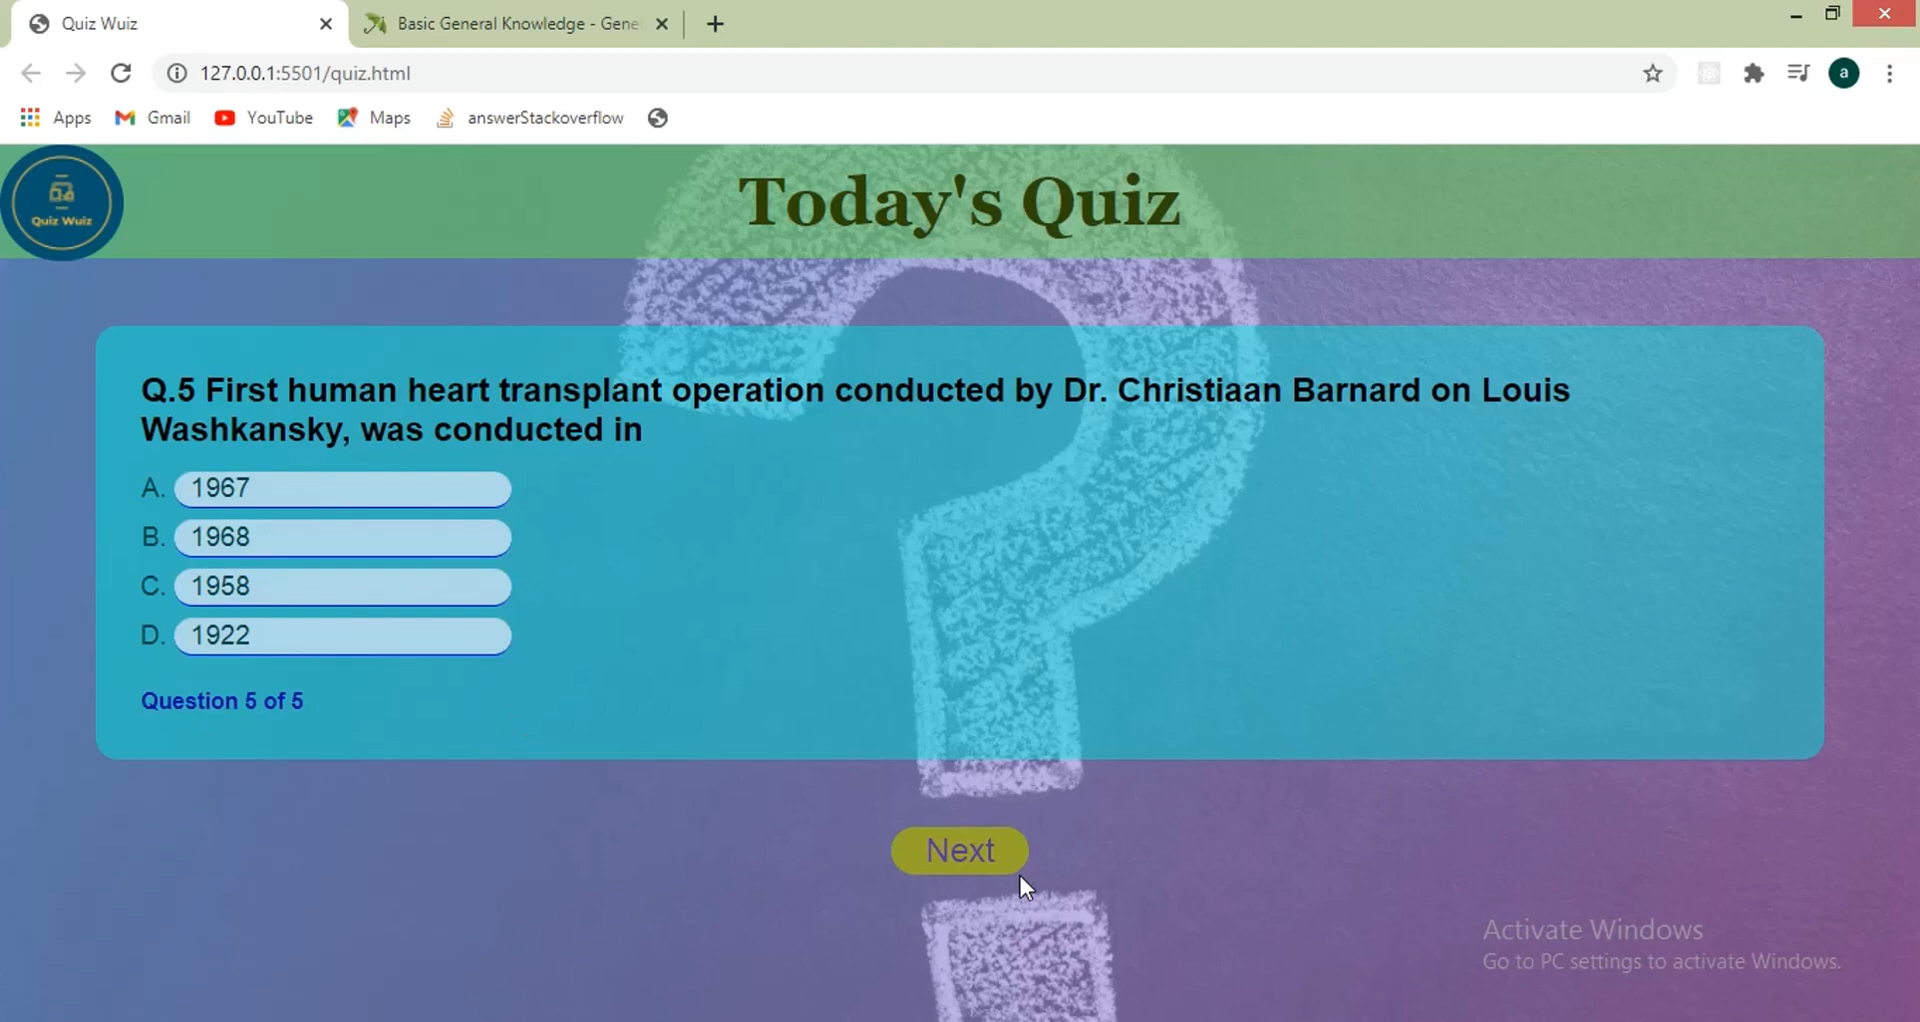 Quiz Wuiz
Basic General Knowledge - Gene
127.0.0.1:5501/quiz.html
a
Apps
Gmail
YouTube
Maps
answerStackoverflow
Quiz Wuiz
Today's Quiz
Q.5 First human heart transplant operation conducted by Dr. Christiaan Barnard on Louis
Washkansky, was conducted in
A. 1967
B. 1968
C. 1958
D. 1922
Question 5 of 5
Next
Activate Windows
Go to PC settings to activate Windows.